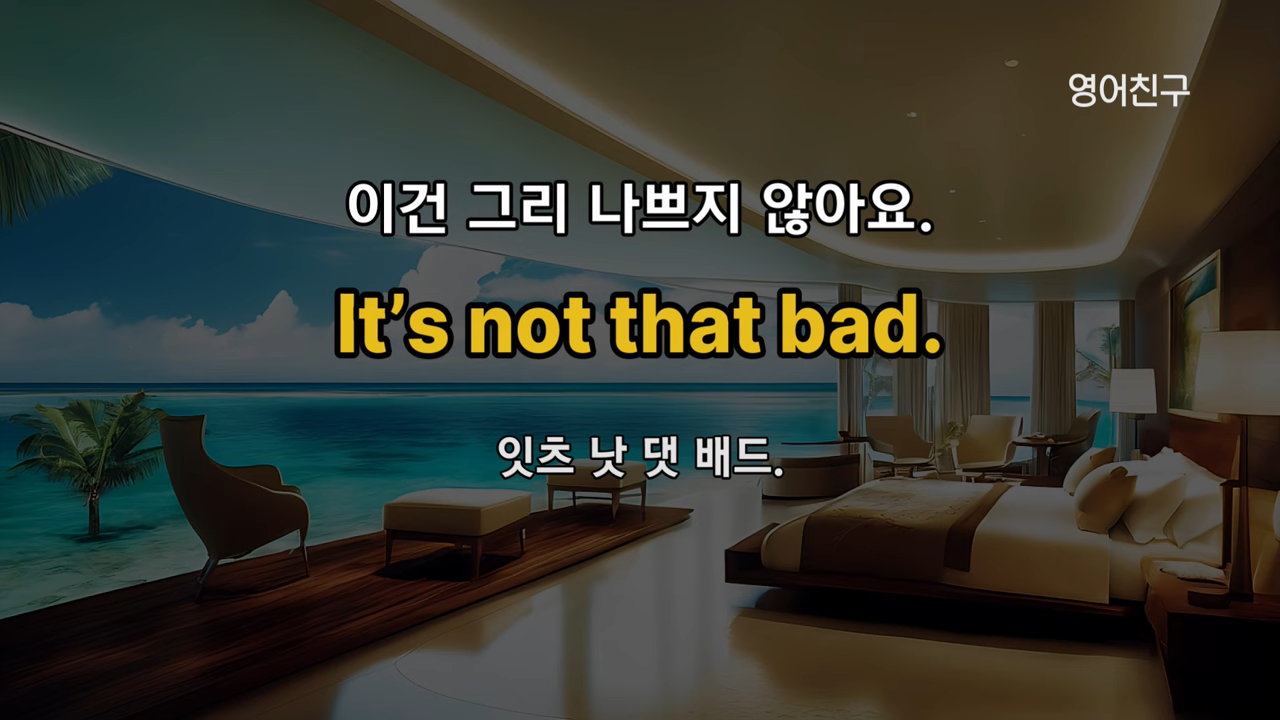 영어친구
이건 그리 나쁘지 않아요.
It’s not that bad.
잇츠 낫 댓 배드.